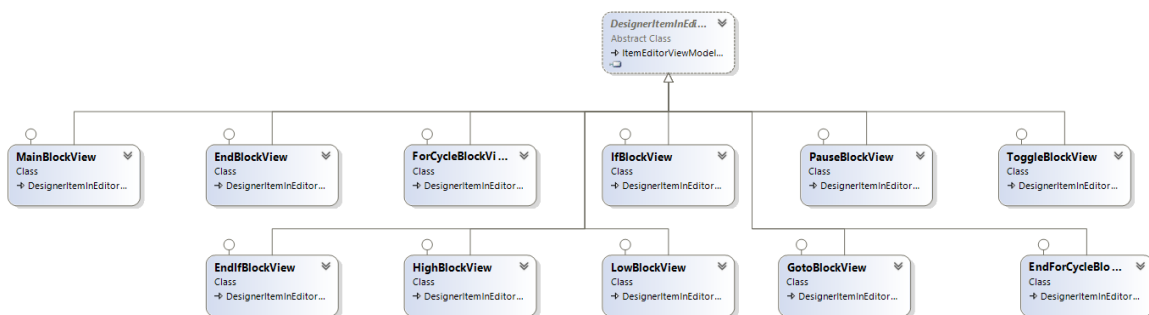 DesignerItemInEdi...
Abstract Class
ItemEditorViewModel...
MainBlockView
Class
DesignerItemInEditor...
EndBlockView
Class
DesignerItemInEditor...
ForCycleBlockVi...
Class
DesignerItemInEditor...
IfBlockView
Class
DesignerItemInEditor...
PauseBlockView
Class
DesignerItemInEditor...
ToggleBlockView
Class
DesignerItemInEditor...
EndIfBlockView
Class
DesignerItemInEditor...
HighBlockView
Class
DesignerItemInEditor...
LowBlockView
Class
DesignerItemInEditor...
GotoBlockView
Class
DesignerItemInEditor...
EndForCycleBlo...
Class
DesignerItemInEditor...